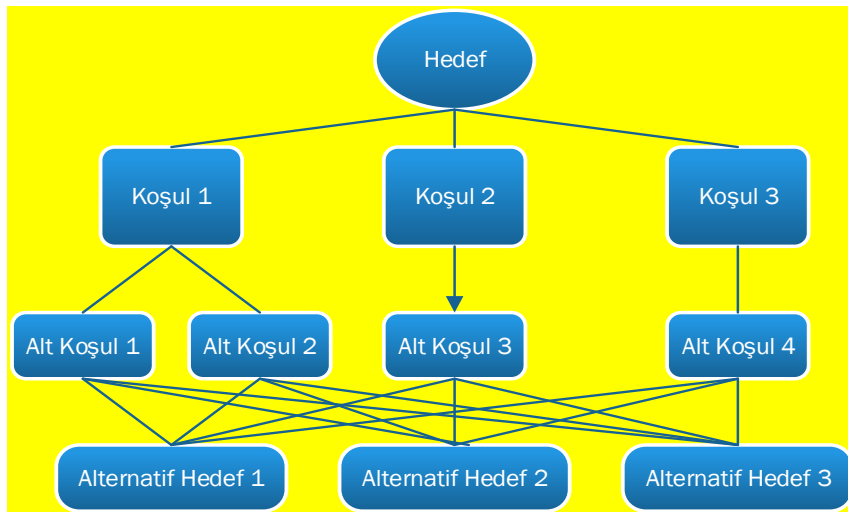 Hedef
Koşul 1
Koşul 2
Koşul 3
Alt Koşul 1
Alt Koşul 2
Alt Koşul 3
Alt Koşul 4
Alternatif Hedef 1
Alternatif Hedef 2
Alternatif Hedef 3